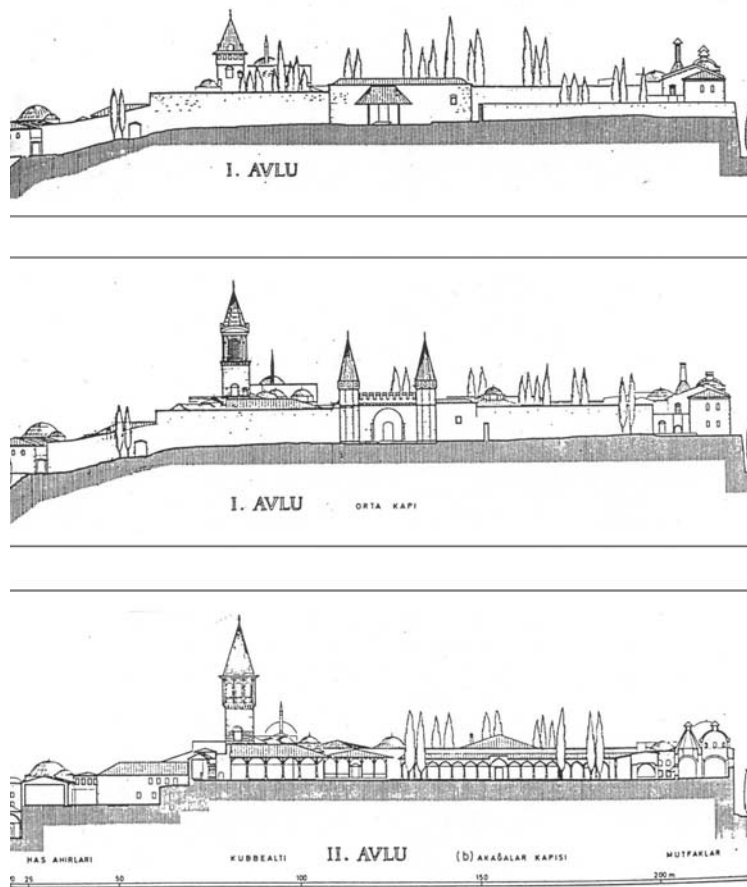 I. AVLU
I. AVLU ORTA KAPI
HAS AHIRLARI KUBBEALTI II. AVLU (b) AKAĞALAR KAPISI MUTFAKLAR
25 50 100 150 200 m